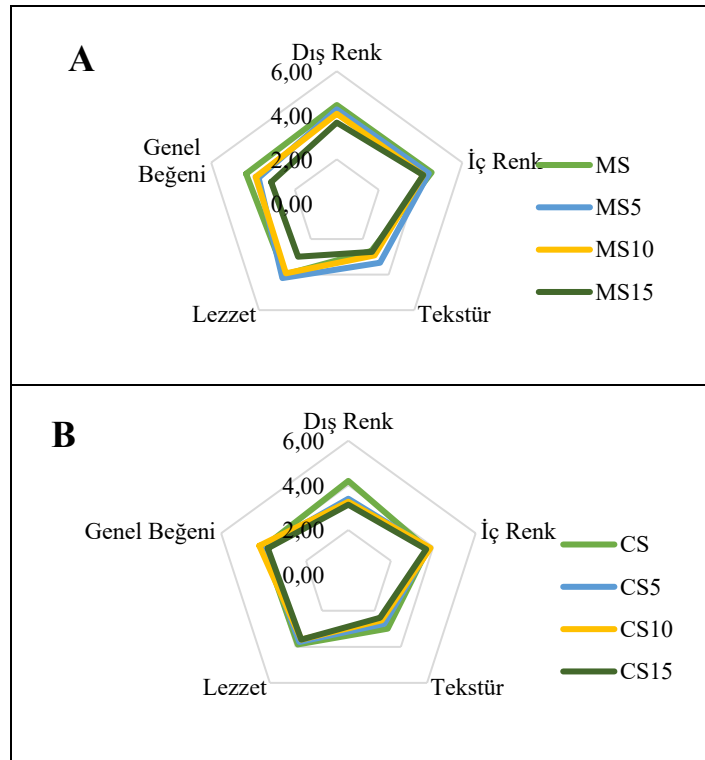 A
Dış Renk
6,00
4,00
2,00
0,00
Genel
Beğeni
İç Renk
Lezzet
Tekstür
MS
MS5
MS10
MS15
B
Dış Renk
6,00
4,00
2,00
0,00
Genel Beğeni
İç Renk
Lezzet
Tekstür
CS
CS5
CS10
CS15